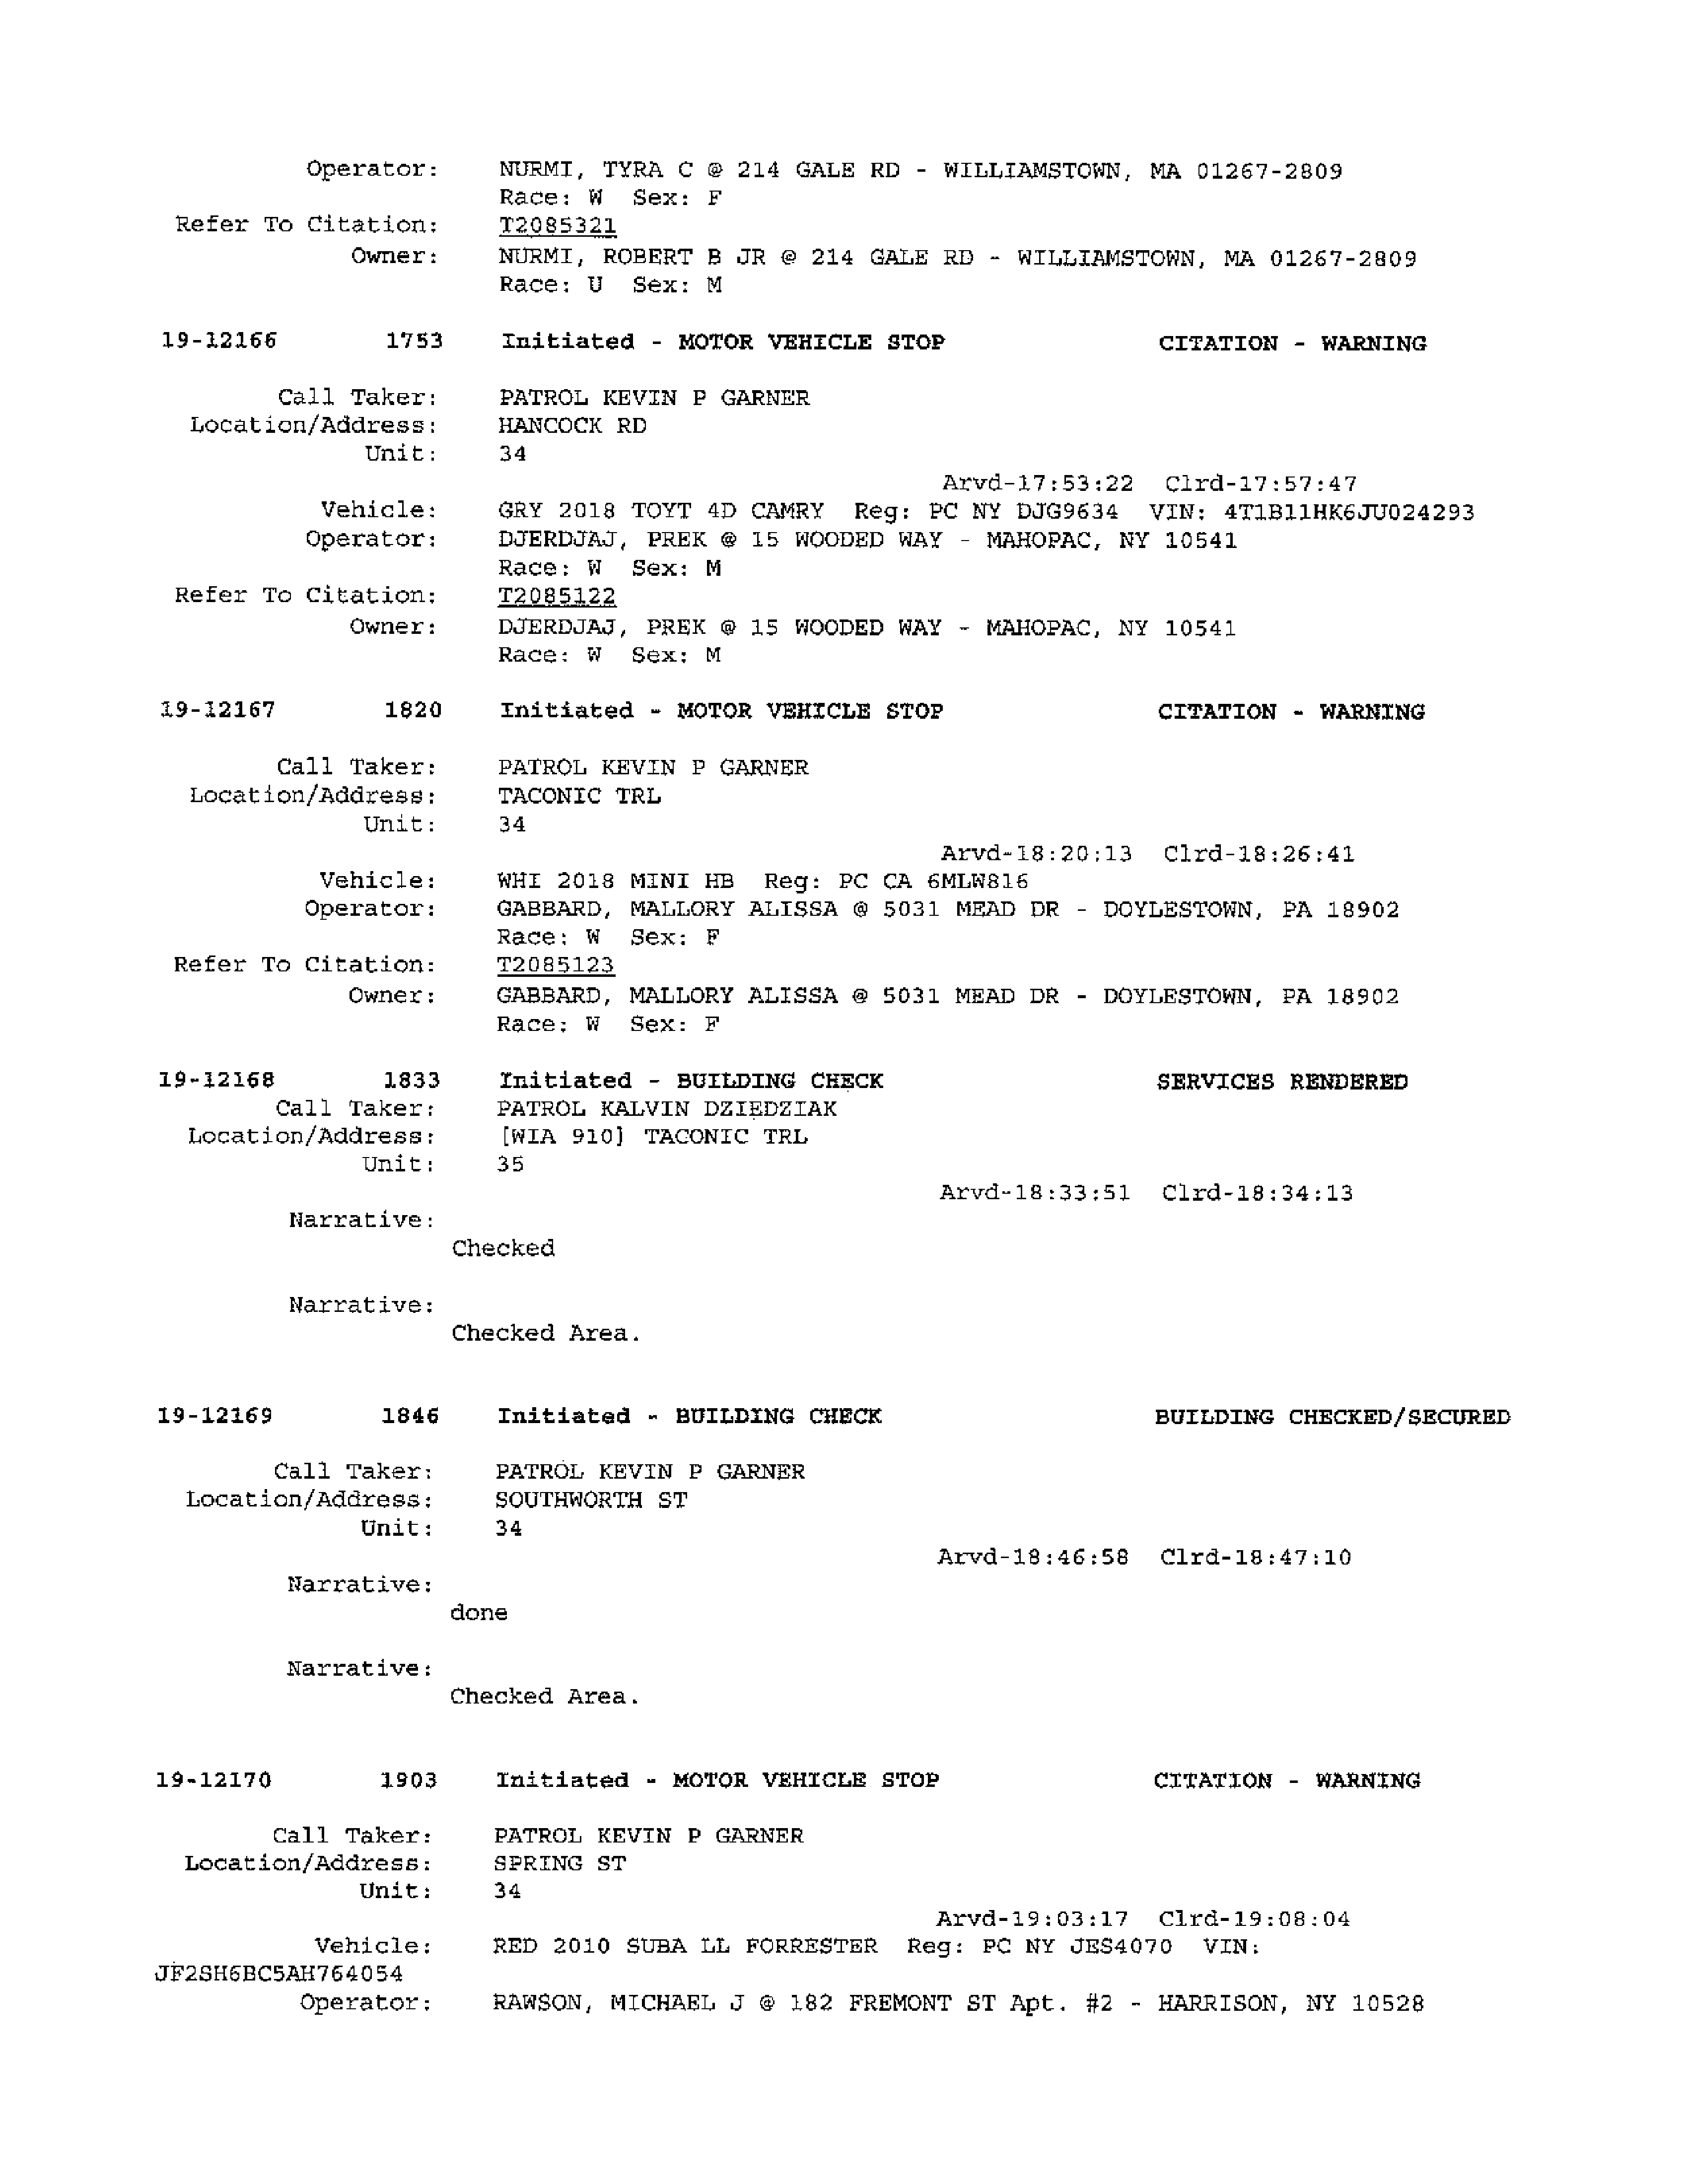 Operator: NURMI, TYRA C @ 214 GALE RD - WILLIAMSTOWN, MA 01267-2809
Race: W Sex: F
Refer To Citation: T2085321
Owner: NURMI, ROBERT B JR @ 214 GALE RD - WILLIAMSTOWN, MA 01267-2809
Race: U Sex: M
19-12166 1753 Initiated - MOTOR VEHICLE STOP CITATION - WARNING
Call Taker: PATROL KEVIN P GARNER
Location/Address: HANCOCK RD
Unit: 34
Arvd-17:53:22 Clrd-17:57:47
Vehicle: GRY 2018 TOYT 4D CAMRY Reg: PC NY DJG9634 VIN: 4T1B11HK6JU024293
Operator: DJERDJAJ, PREK @ 15 WOODED WAY - MAHOPAC, NY 10541
Race: W Sex: M
Refer To Citation: T2085122
Owner: DJERDJAJ, PREK @ 15 WOODED WAY - MAHOPAC, NY 10541
Race: W Sex: M
19-12167 1820 Initiated - MOTOR VEHICLE STOP CITATION - WARNING
Call Taker: PATROL KEVIN P GARNER
Location/Address: TACONIC TRL
Unit: 34
Arvd-18:20:13 Clrd-18:26:41
Vehicle: WHI 2018 MINI HB Reg: PC CA 6MLW816
Operator: GABBARD, MALLORY ALISSA @ 5031 MEAD DR - DOYLESTOWN, PA 18902
Race: W Sex: F
Refer To Citation: T2085123
Owner: GABBARD, MALLORY ALISSA @ 5031 MEAD DR - DOYLESTOWN, PA 18902
Race: W Sex: F
19-12168 1833 Initiated - BUILDING CHECK SERVICES RENDERED
Call Taker: PATROL KALVIN DZIEDZIAK
Location/Address: [WIA 910] TACONIC TRL
Unit: 35
Arvd-18:33:51 Clrd-18:34:13
Narrative:
Checked
Narrative:
Checked Area.
19-12169 1846 Initiated - BUILDING CHECK BUILDING CHECKED/SECURED
Call Taker: PATROL KEVIN P GARNER
Location/Address: SOUTHWORTH ST
Unit: 34
Arvd-18:46:58 Clrd-18:47:10
Narrative:
done
Narrative:
Checked Area.
19-12170 1903 Initiated - MOTOR VEHICLE STOP CITATION - WARNING
Call Taker: PATROL KEVIN P GARNER
Location/Address: SPRING ST
Unit: 34
Arvd-19:03:17 Clrd-19:08:04
Vehicle: RED 2010 SUBA LL FORRESTER Reg: PC NY JES4070 VIN:
JF2SH6BC5AH764054
Operator: RAWSON, MICHAEL J @ 182 FREMONT ST Apt. #2 - HARRISON, NY 10528